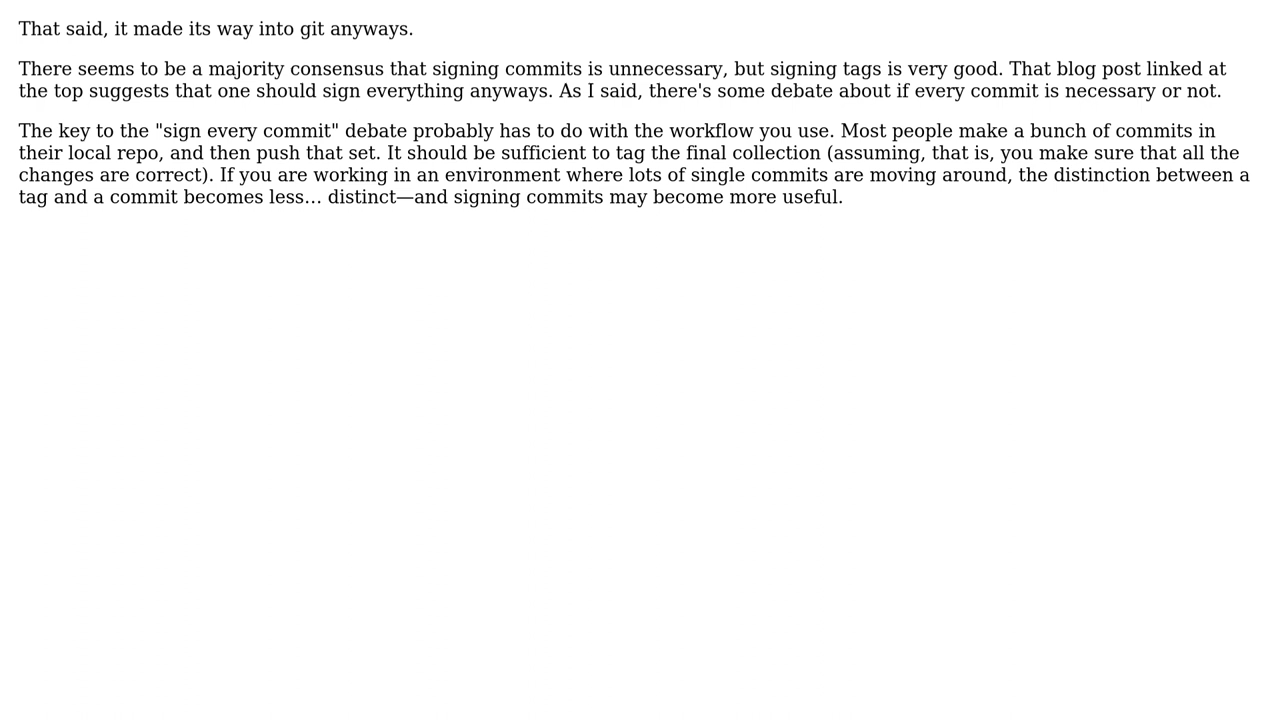 That said, it made its way into git anyways.
There seems to be a majority consensus that signing commits is unnecessary, but signing tags is very good. That blog post linked at
the top suggests that one should sign everything anyways. As I said, there's some debate about if every commit is necessary or not.
The key to the "sign every commit" debate probably has to do with the workflow you use. Most people make a bunch of commits in
their local repo, and then push that set. It should be sufficient to tag the final collection (assuming, that is, you make sure that all the
changes are correct). If you are working in an environment where lots of single commits are moving around, the distinction between a
tag and a commit becomes less… distinct—and signing commits may become more useful.